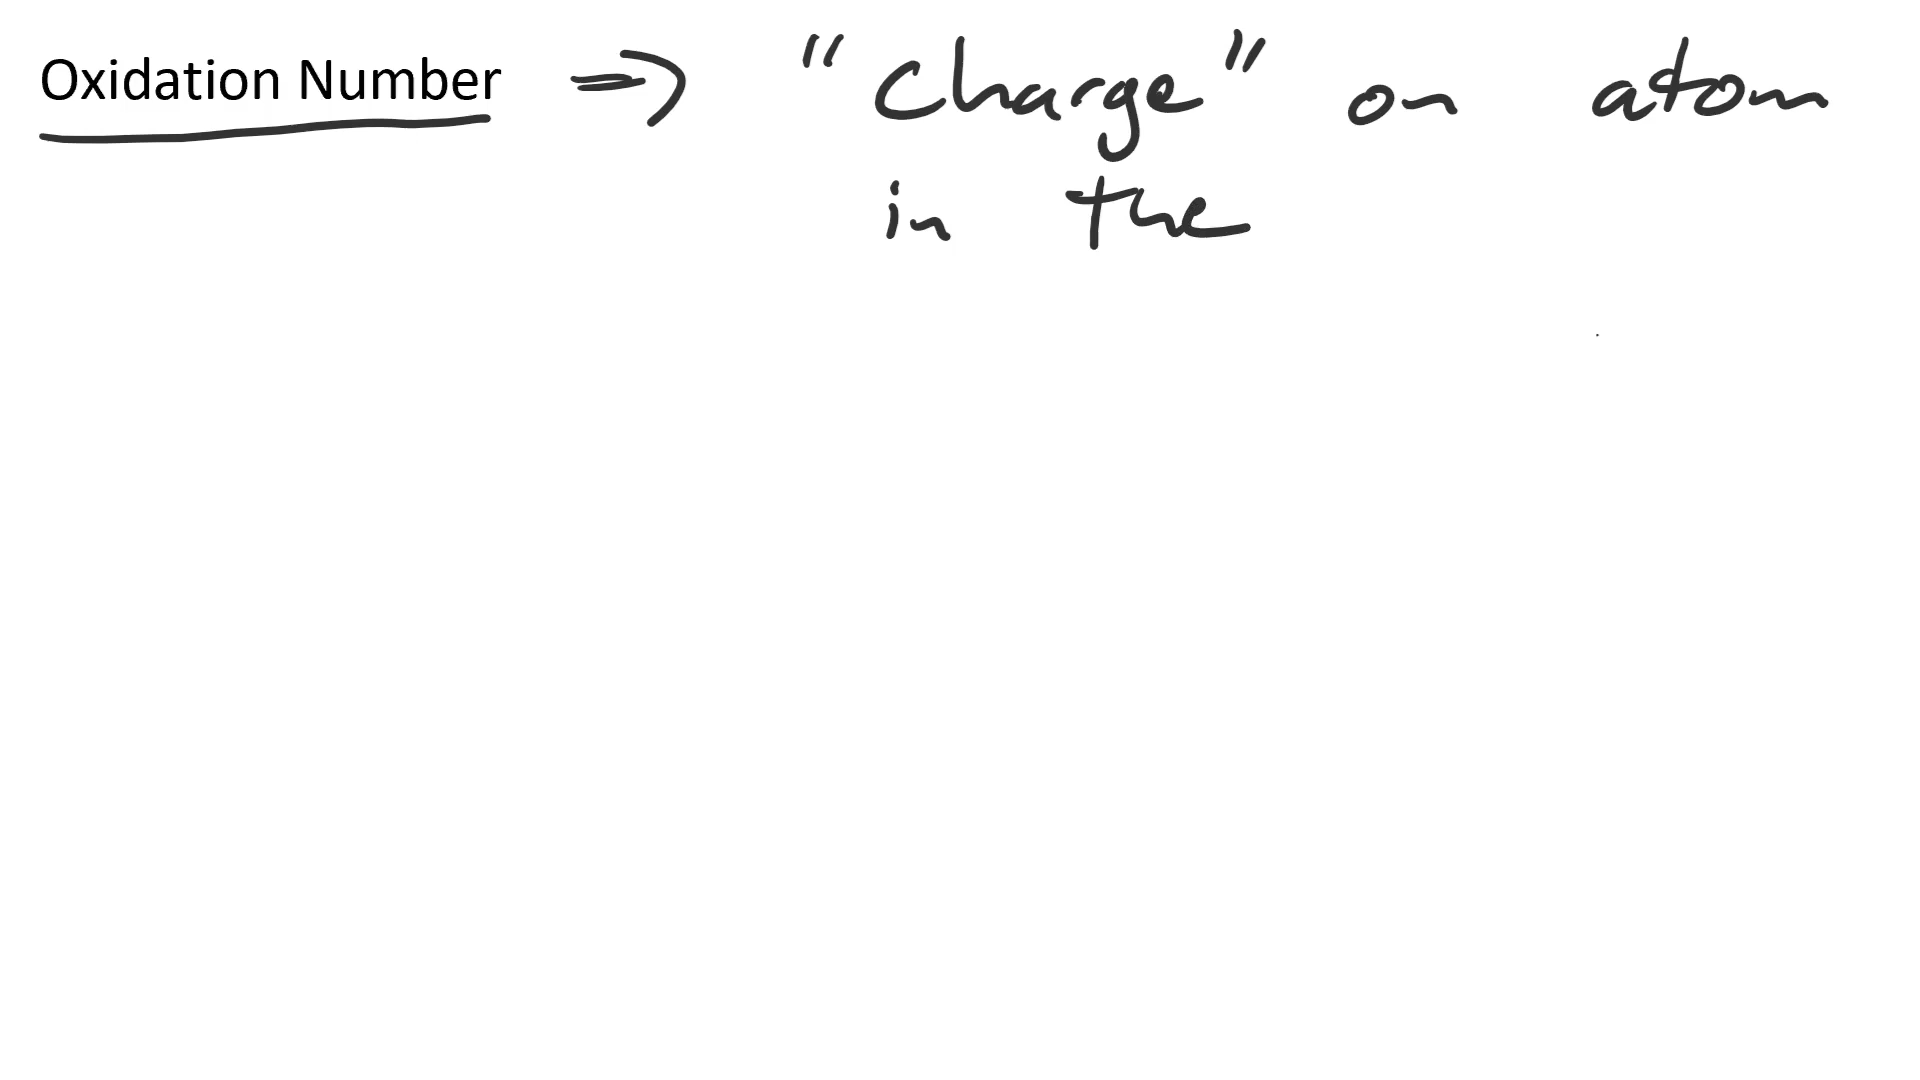 Oxidation Number ⇒ "charge" on atom
in the